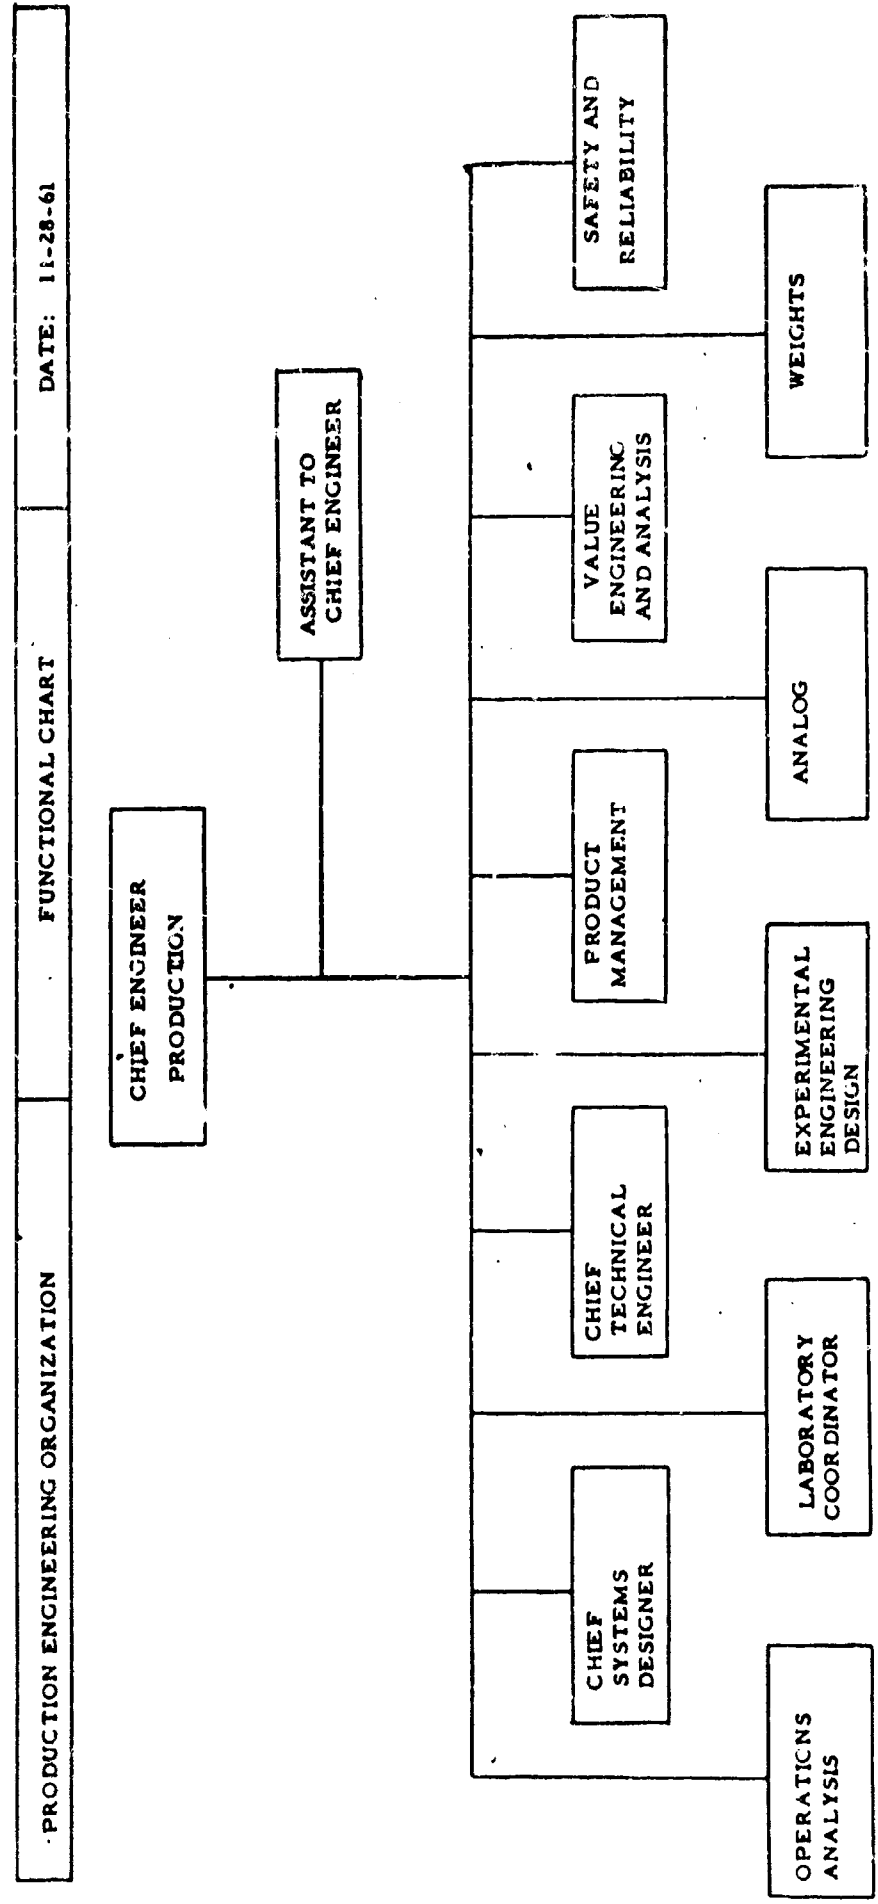 PRODUCTION ENGINEERING ORGANIZATION
FUNCTIONAL CHART
DATE: 11-28-61
CHIEF ENGINEER
PRODUCTION
ASSISTANT TO
CHIEF ENGINEER
CHIEF
SYSTEMS
DESIGNER
CHIEF
TECHNICAL
ENGINEER
PRODUCT
MANAGEMENT
VALUE
ENGINEERING
AND ANALYSIS
SAFETY AND
RELIABILITY
OPERATIONS
ANALYSIS
LABORATORY
COORDINATOR
EXPERIMENTAL
ENGINEERING
DESIGN
ANALOG
WEIGHTS